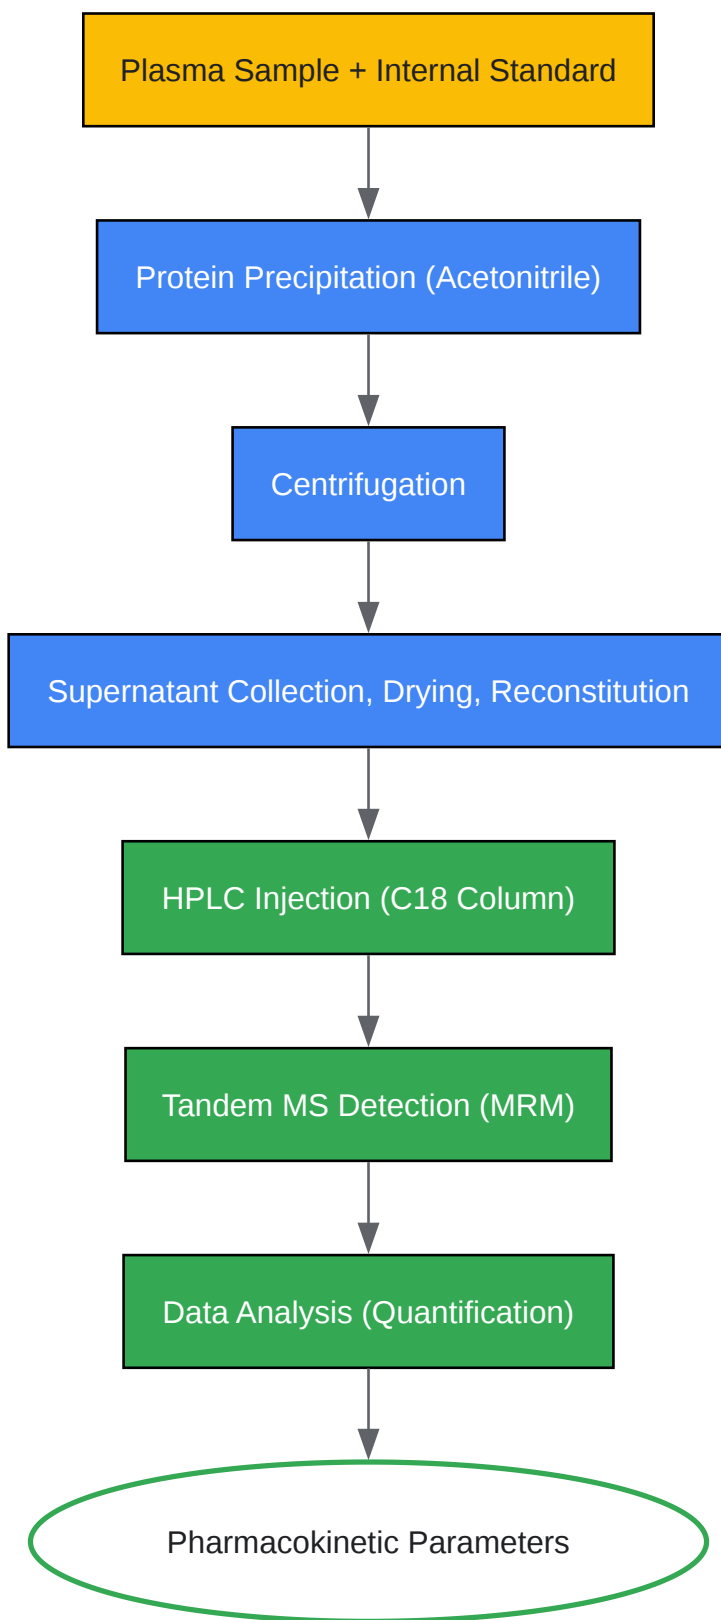 Plasma Sample + Internal Standard
Protein Precipitation (Acetonitrile)
Centrifugation
Supernatant Collection, Drying, Reconstitution
HPLC Injection (C18 Column)
Tandem MS Detection (MRM)
Data Analysis (Quantification)
Pharmacokinetic Parameters